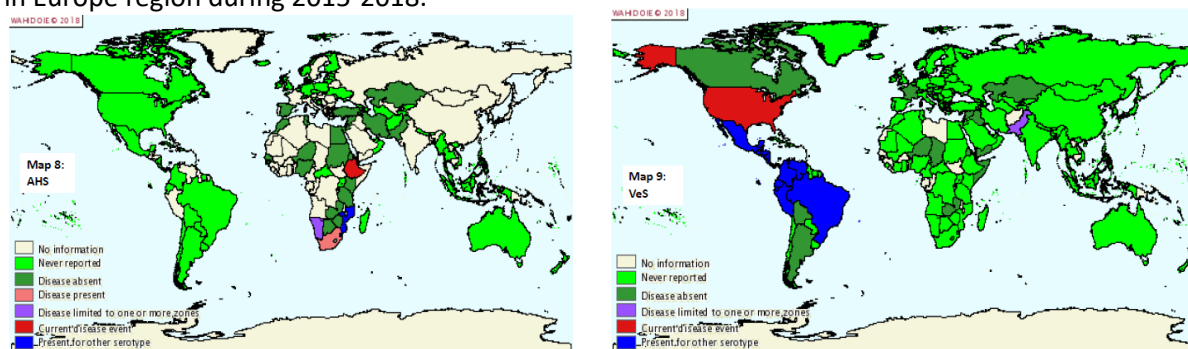 in Europe region during 2015-2018.
WAHIDOIE © 2018
Map 8:
AHS
No information
Never reported
Disease absent
Disease present
Disease limited to one or more zones
Current disease event
Present for other serotype
WAHIDOIE © 2018
Map 9:
VeS
No information
Never reported
Disease absent
Disease limited to one or more zones
Current disease event
Present for other serotype